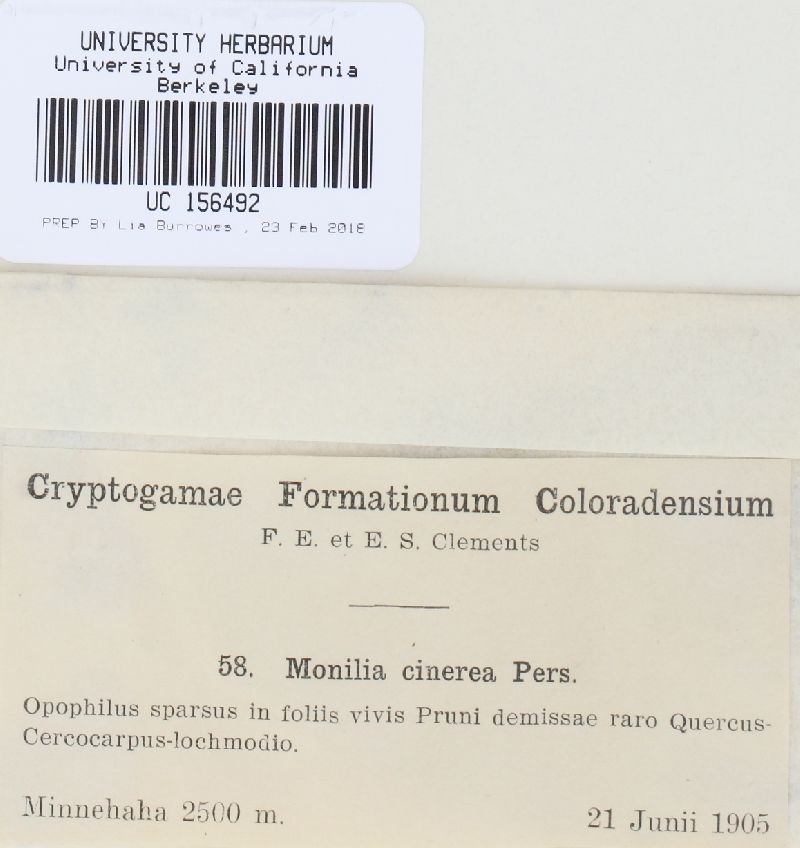 UNIVERSITY HERBARIUM
University of California
Berkeley
UC 156492
PREP BY Lia Burrowes , 23 Feb 2018
Cryptogamae Formationum Coloradensium
F. E. et E. S. Clements
58. Monilia cinerea Pers.
Opophilus sparsus in foliis vivis Pruni demissae raro Quercus-
Cercocarpus-lochmodio.
Minnehaha 2500 m.
21 Junii 1905